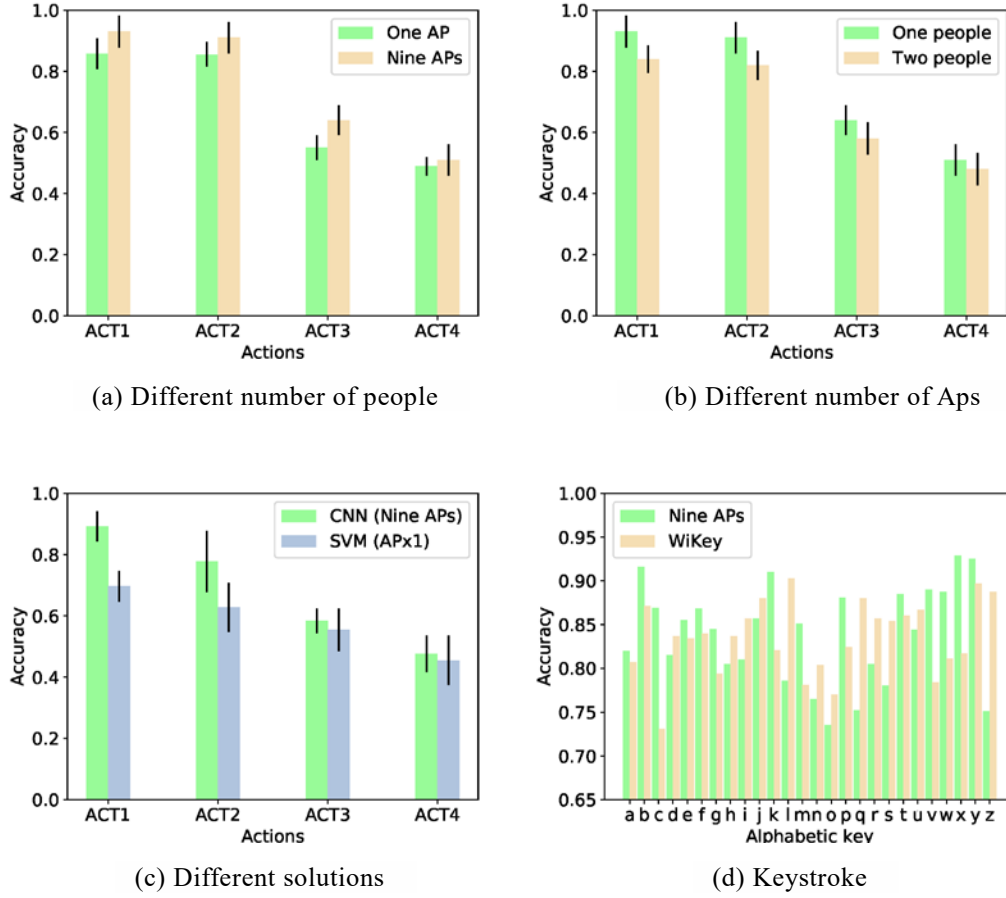 1.0
0.8
0.6
0.4
0.2
0.0
Accuracy
One AP
Nine APs
ACT1 ACT2 ACT3 ACT4
Actions
(a) Different number of people
1.0
0.8
0.6
0.4
0.2
0.0
Accuracy
One people
Two people
ACT1 ACT2 ACT3 ACT4
Actions
(b) Different number of Aps
1.0
0.8
0.6
0.4
0.2
0.0
Accuracy
CNN (Nine APs)
SVM (APx1)
ACT1 ACT2 ACT3 ACT4
Actions
(c) Different solutions
1.00
0.95
0.90
0.85
0.80
0.75
0.70
0.65
Accuracy
Nine APs
WiKey
a b c d e f g h i j k l m n o p q r s t u v w x y z
Alphabetic key
(d) Keystroke